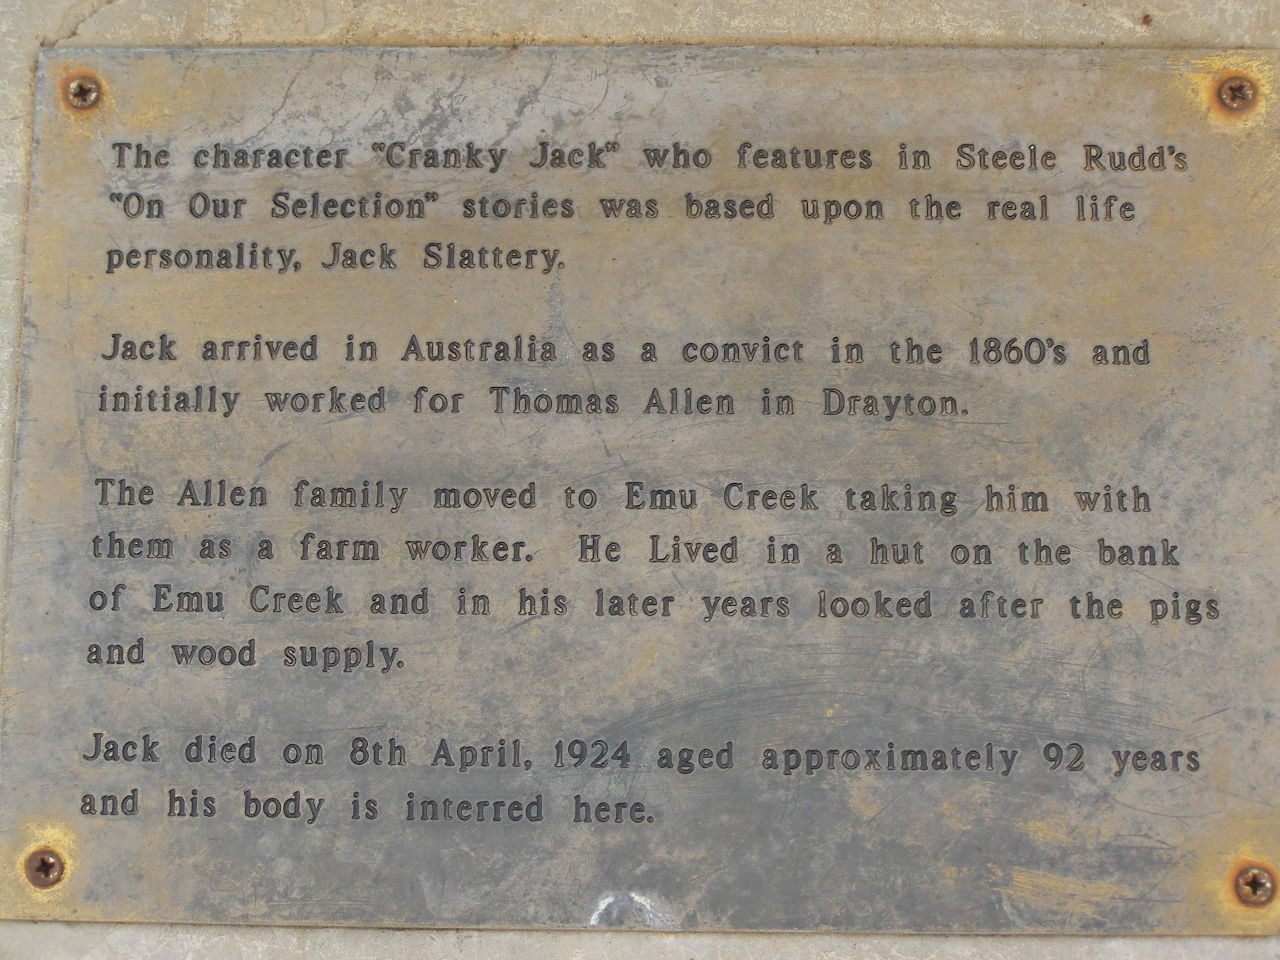 The character "Cranky Jack" who features in Steele Rudd's
"On Our Selection" stories was based upon the real life
personality, Jack Slattery.
Jack arrived in Australia as a convict in the 1860's and
initially worked for Thomas Allen in Drayton.
The Allen family moved to Emu Creek taking him with
them as a farm worker. He Lived in a hut on the bank
of Emu Creek and in his later years looked after the pigs
and wood supply.
Jack died on 8th April, 1924 aged approximately 92 years
and his body is interred here.